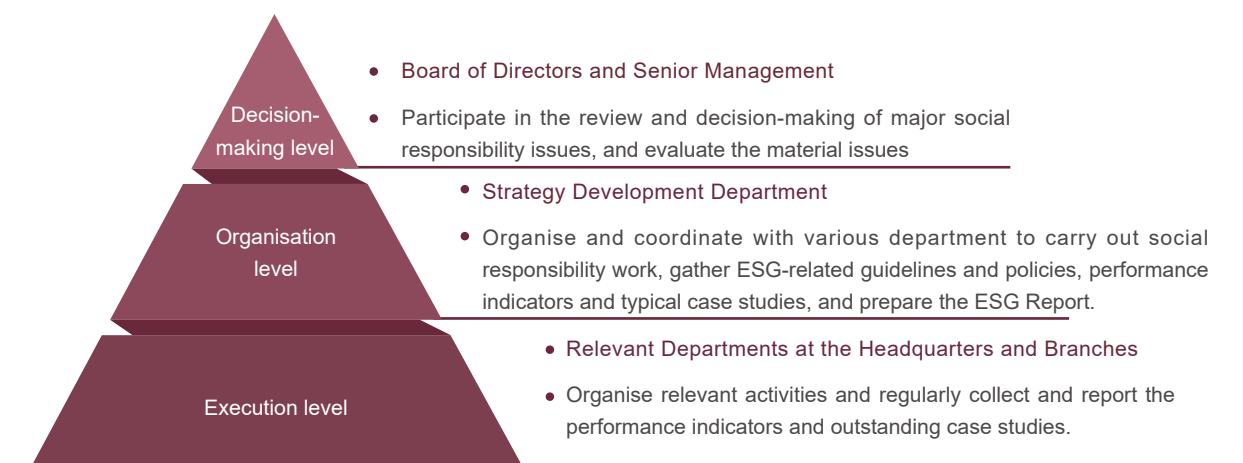 Decision-
making level
• Board of Directors and Senior Management
• Participate in the review and decision-making of major social
responsibility issues, and evaluate the material issues
Organisation
level
• Strategy Development Department
• Organise and coordinate with various department to carry out social
responsibility work, gather ESG-related guidelines and policies, performance
indicators and typical case studies, and prepare the ESG Report.
Execution level
• Relevant Departments at the Headquarters and Branches
• Organise relevant activities and regularly collect and report the
performance indicators and outstanding case studies.